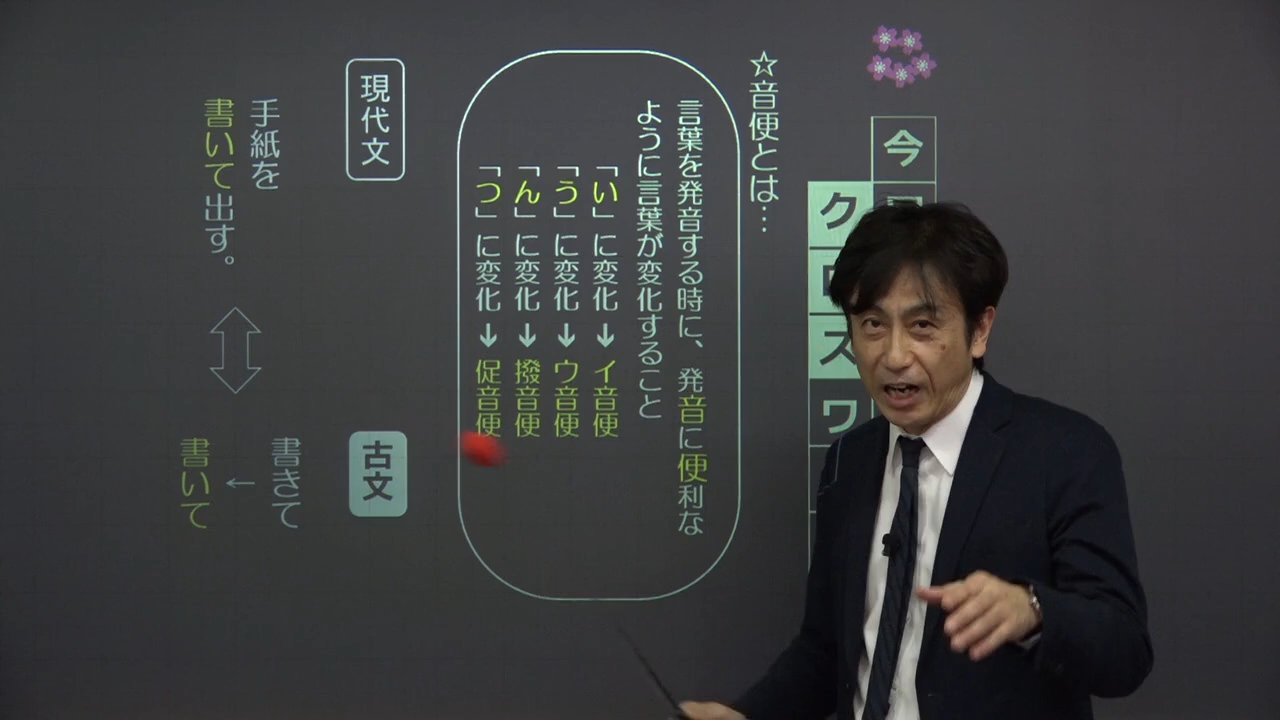 今
クロスワ
☆音便とは…
言葉を発音する時に、発音に便利な
ように言葉が変化すること
「い」に変化➔イ音便
「う」に変化➔ウ音便
「ん」に変化➔撥音便
「つ」に変化➔促音便
現代文
手紙を
書いて出す。
古文
書きて
↓
書いて